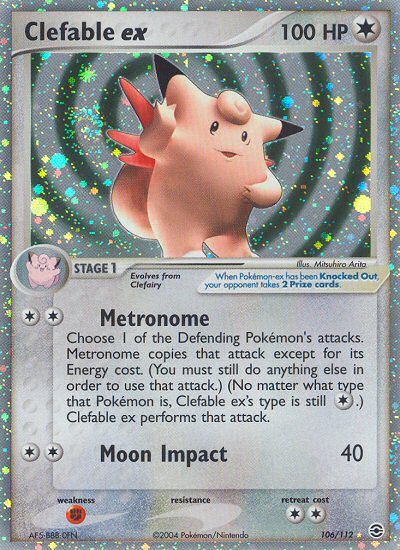 Clefable ex 100 HP
Illus. Mitsuhiro Arita
STAGE 1
Evolves from
Clefairy
When Pokémon-ex has been Knocked Out,
your opponent takes 2 Prize cards.
Metronome
Choose 1 of the Defending Pokémon's attacks.
Metronome copies that attack except for its
Energy cost. (You must still do anything else in
order to use that attack.) (No matter what type
that Pokémon is, Clefable ex's type is still .)
Clefable ex performs that attack.
Moon Impact 40
weakness resistance retreat cost
AF5-BBB-0FN ©2004 Pokémon/Nintendo 106/112